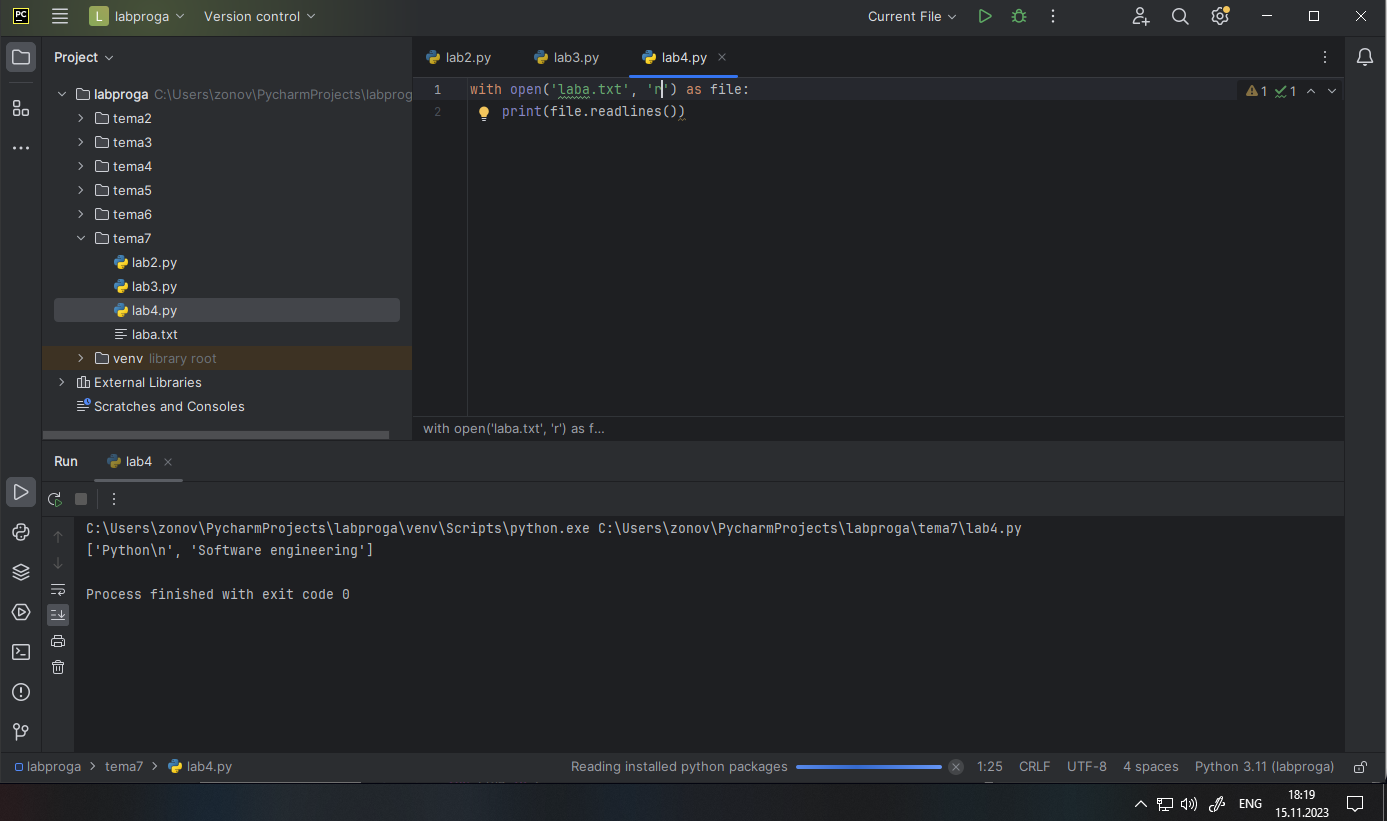 PC L labproga Version control Current File
Project
lab2.py lab3.py lab4.py
labproga C:\Users\zonov\PycharmProjects\labprog
tema2
tema3
tema4
tema5
tema6
tema7
lab2.py
lab3.py
lab4.py
laba.txt
venv library root
External Libraries
Scratches and Consoles
1 with open('laba.txt', 'r') as file:
2 print(file.readlines())
1 1
with open('laba.txt', 'r') as f...
Run lab4
C:\Users\zonov\PycharmProjects\labproga\venv\Scripts\python.exe C:\Users\zonov\PycharmProjects\labproga\tema7\lab4.py
['Python\n', 'Software engineering']
Process finished with exit code 0
labproga > tema7 > lab4.py Reading installed python packages 1:25 CRLF UTF-8 4 spaces Python 3.11 (labproga)
ENG 18:19
15.11.2023